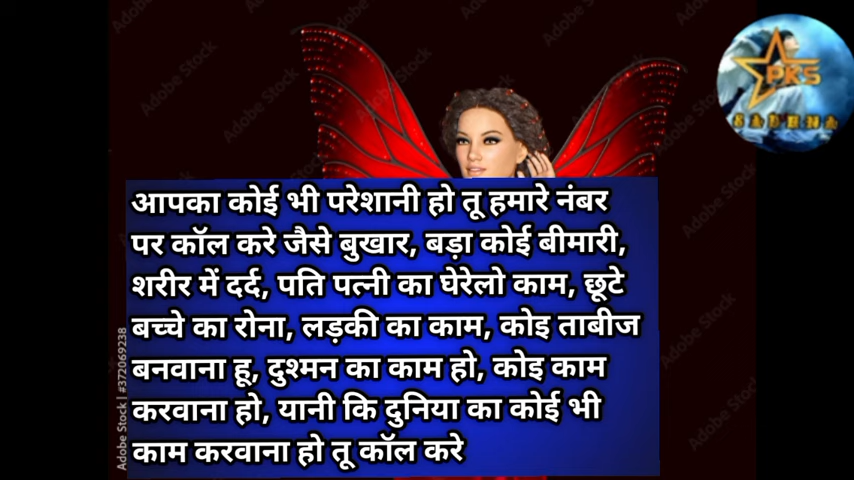 Adobe Stock
PKS
SADHNA
आपका कोई भी परेशानी हो तू हमारे नंबर
पर कॉल करे जैसे बुखार, बड़ा कोई बीमारी,
शरीर में दर्द, पति पत्नी का घेरेलो काम, छूटे
बच्चे का रोना, लड़की का काम, कोइ ताबीज
बनवाना हू, दुश्मन का काम हो, कोइ काम
करवाना हो, यानी कि दुनिया का कोई भी
काम करवाना हो तू कॉल करे
Adobe Stock | #372069238